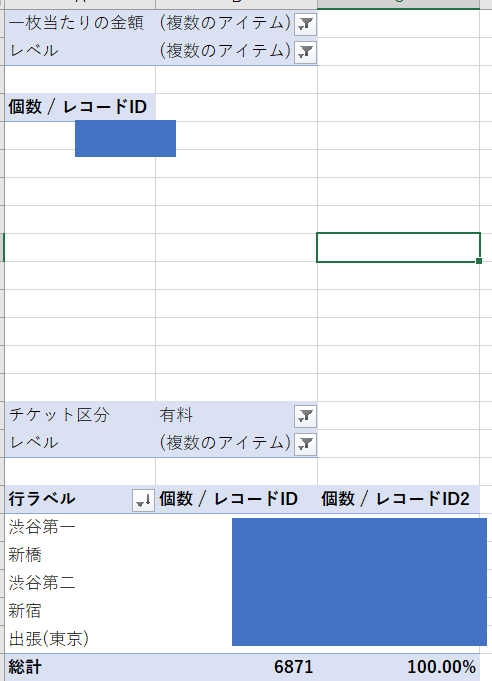 一枚当たりの金額 (複数のアイテム)
レベル (複数のアイテム)
個数 / レコードID
チケット区分 有料
レベル (複数のアイテム)
行ラベル 個数 / レコードID 個数 / レコードID2
渋谷第一
新橋
渋谷第二
新宿
出張(東京)
総計 6871 100.00%